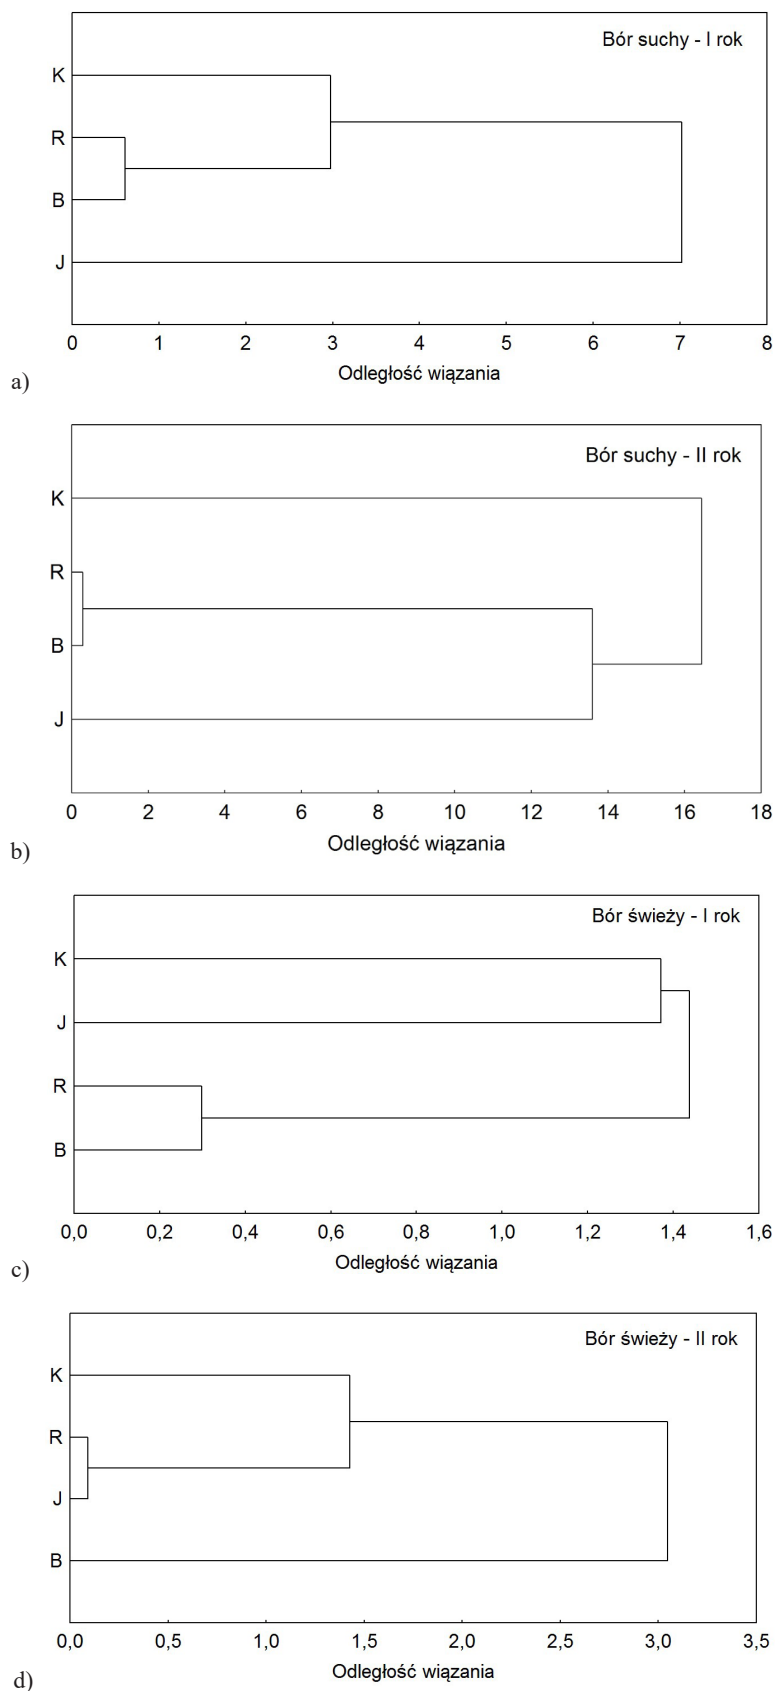 Bór suchy - I rok
K
R
B
J
0 1 2 3 4 5 6 7 8
Odległość wiązania
a)
Bór suchy - II rok
K
R
B
J
0 2 4 6 8 10 12 14 16 18
Odległość wiązania
b)
Bór świeży - I rok
K
J
R
B
0,0 0,2 0,4 0,6 0,8 1,0 1,2 1,4 1,6
Odległość wiązania
c)
Bór świeży - II rok
K
R
J
B
0,0 0,5 1,0 1,5 2,0 2,5 3,0 3,5
Odległość wiązania
d)